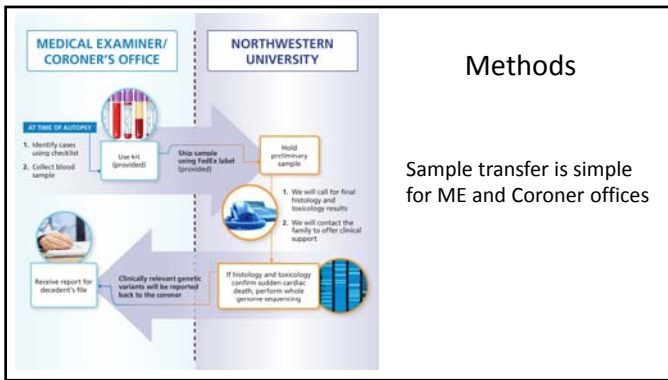 MEDICAL EXAMINER/
CORONER'S OFFICE
NORTHWESTERN
UNIVERSITY
AT TIME OF AUTOPSY
1. Identify cases
using checklist
2. Collect blood
sample
Use kit
(provided)
Ship sample
using FedEx label
(provided)
Hold
preliminary
sample
1. We will call for final
histology and
toxicology results
2. We will contact the
family to offer clinical
support
Receive report for
decedent's file
Clinically relevant genetic
variants will be reported
back to the coroner
If histology and toxicology
confirm sudden cardiac
death, perform whole
genome sequencing
Methods
Sample transfer is simple
for ME and Coroner offices